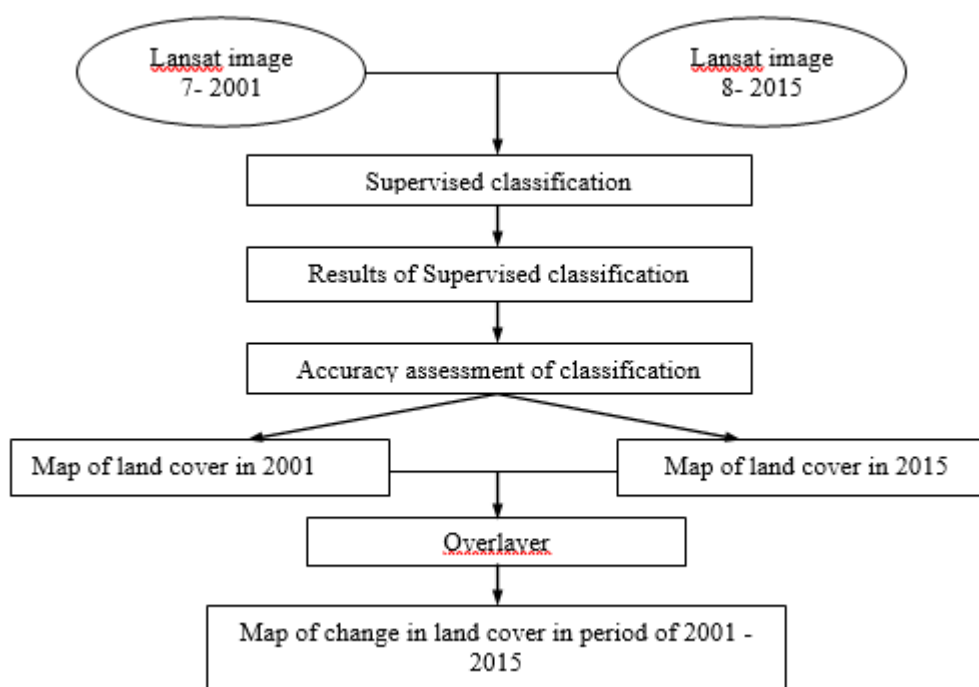 Lansat image
7- 2001
Lansat image
8- 2015
Supervised classification
Results of Supervised classification
Accuracy assessment of classification
Map of land cover in 2001
Map of land cover in 2015
Overlayer
Map of change in land cover in period of 2001 -
2015